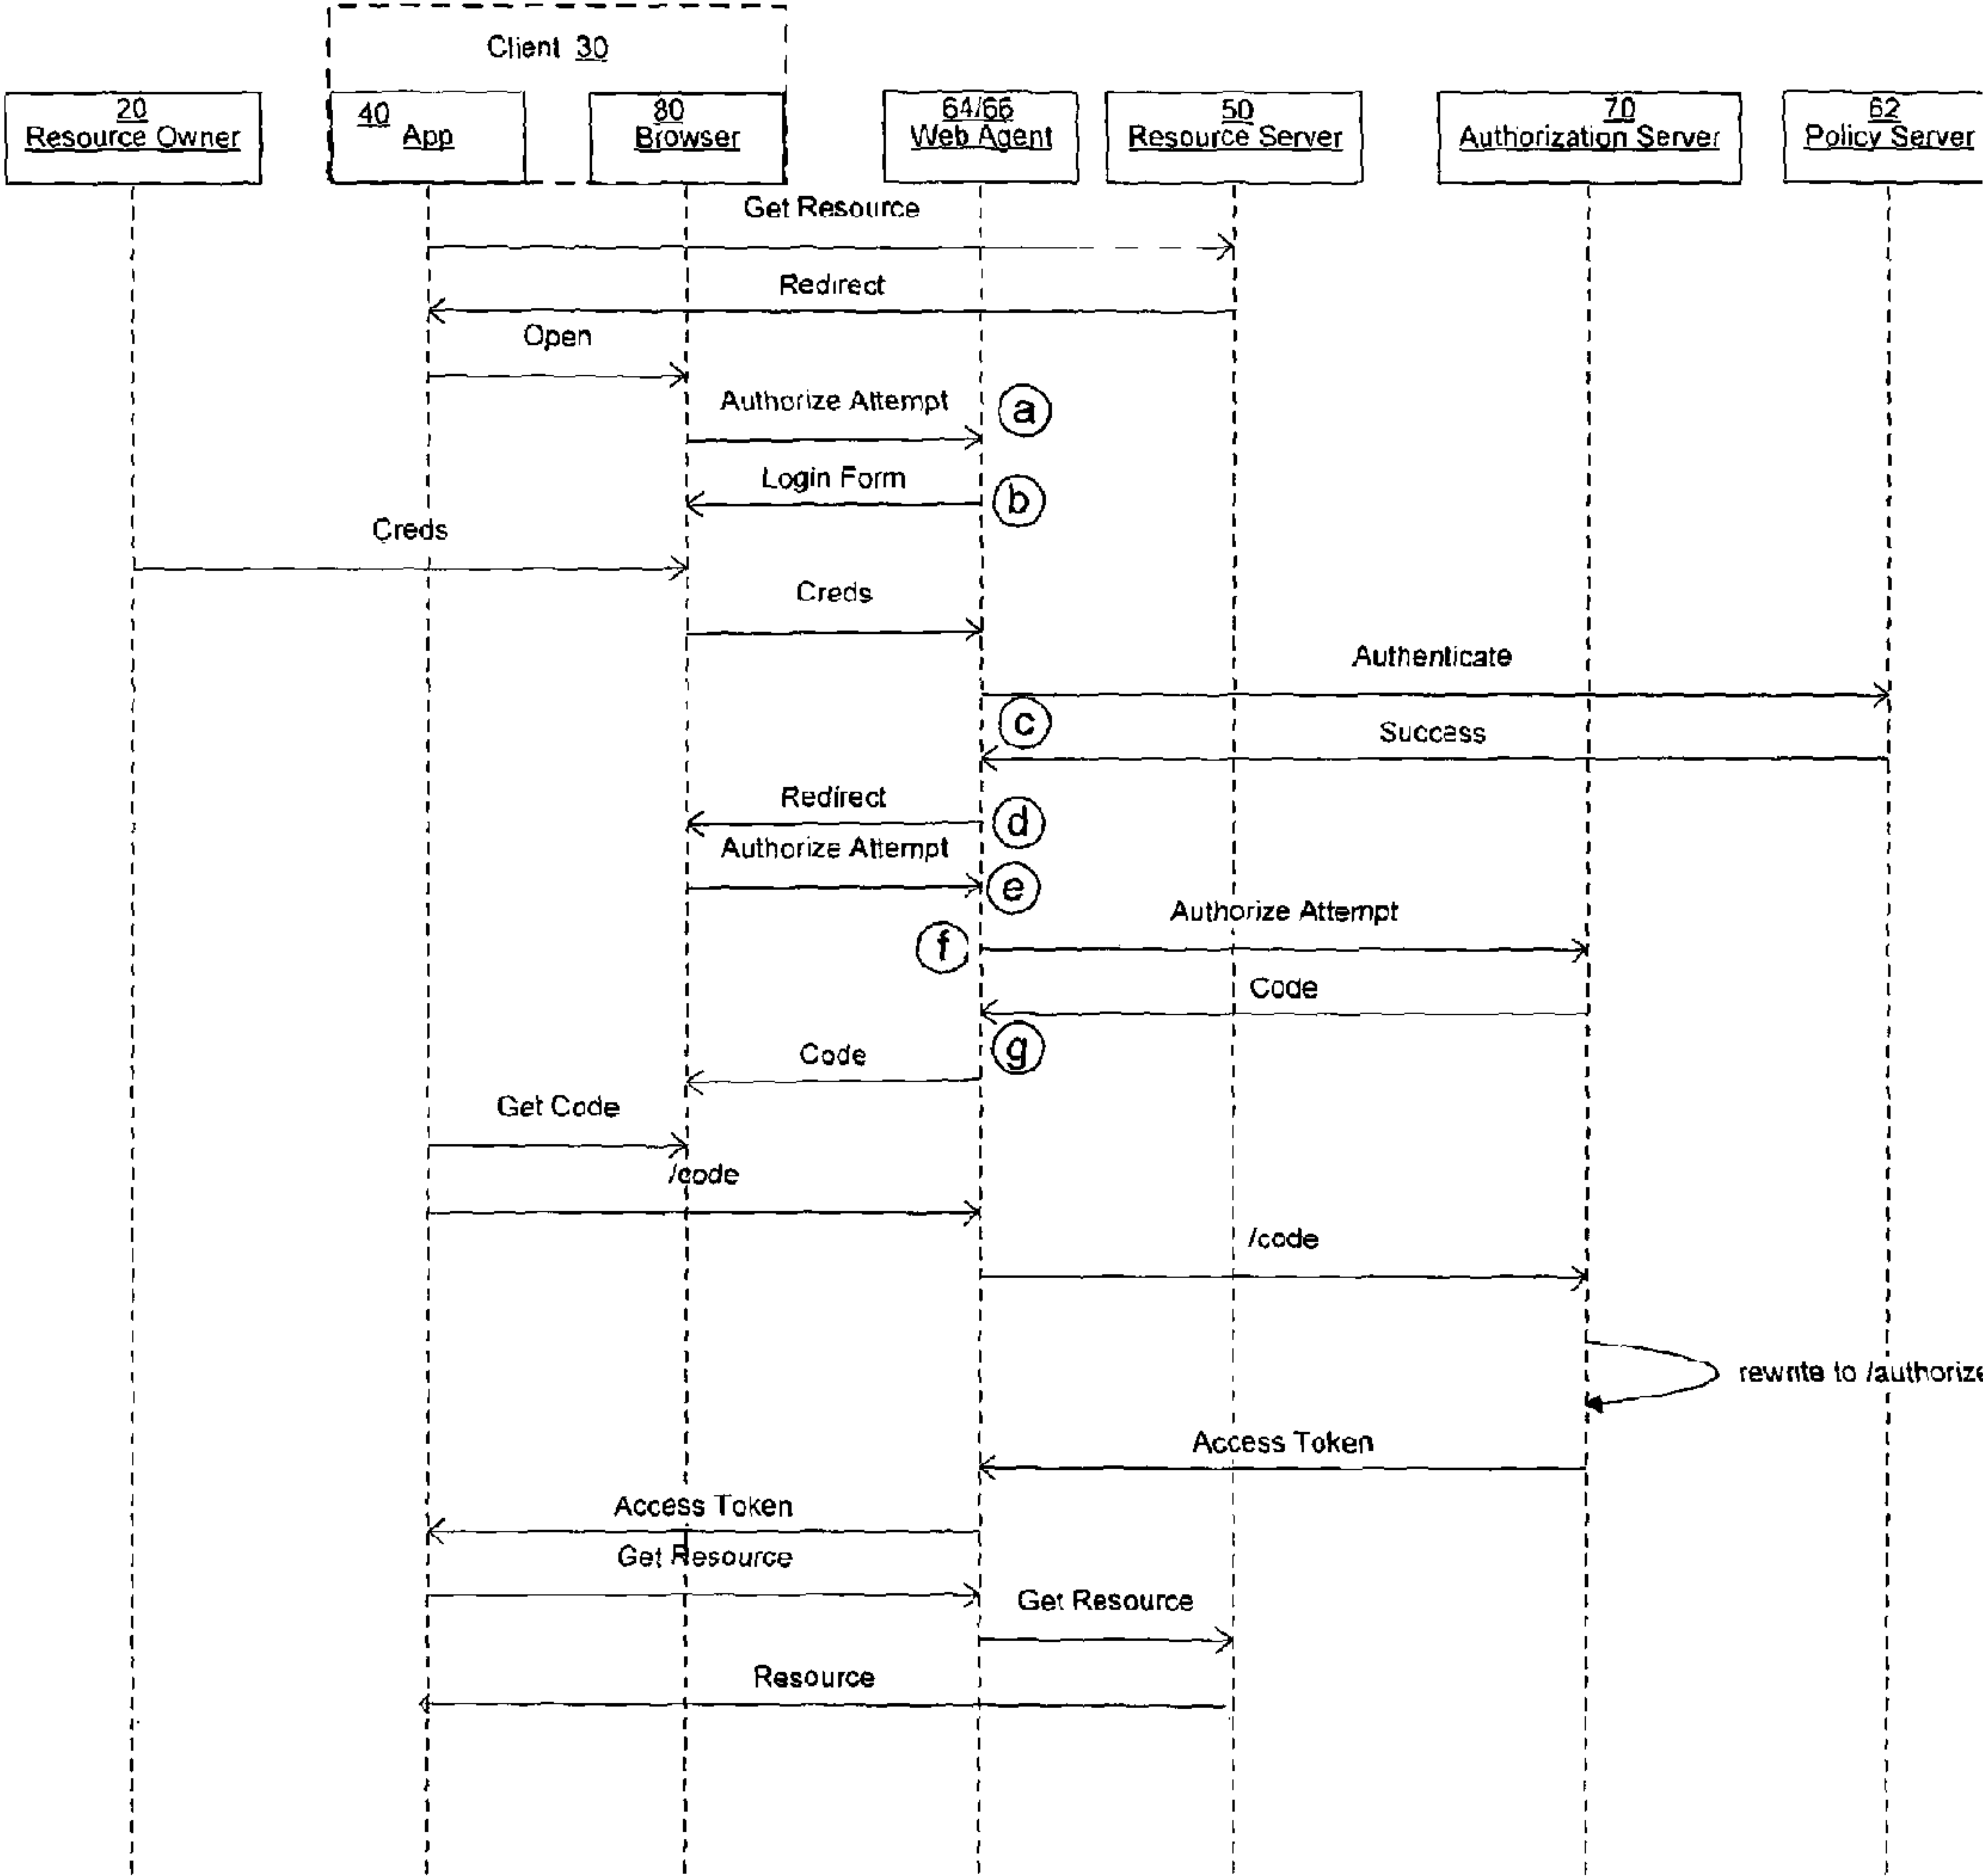 Client 30
20
Resource Owner
40
App
80
Browser
64/66
Web Agent
50
Resource Server
70
Authorization Server
62
Policy Server
Get Resource
Redirect
Open
Authorize Attempt
a
Login Form
b
Creds
Creds
Authenticate
c
Success
Redirect
d
Authorize Attempt
e
Authorize Attempt
f
Code
g
Code
Get Code
/code
/code
rewrite to /authorize
Access Token
Access Token
Get Resource
Get Resource
Resource